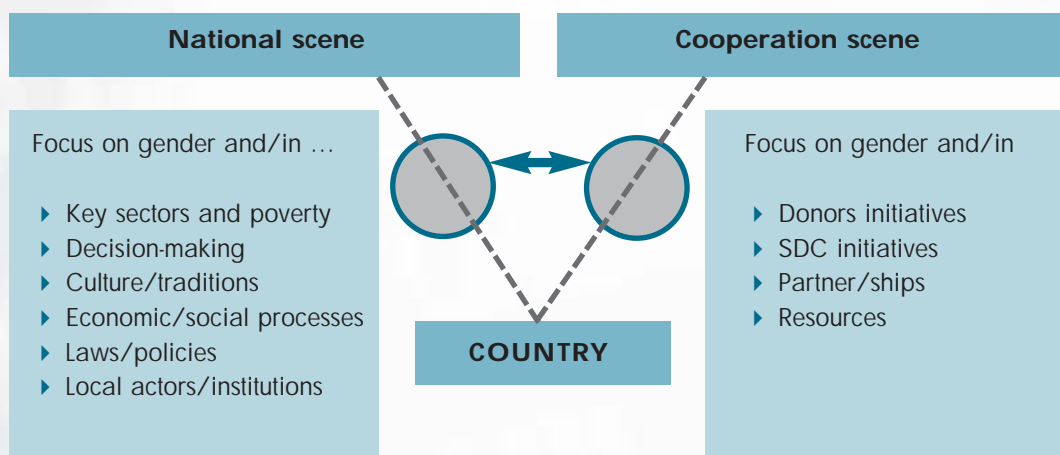 National scene
Cooperation scene
Focus on gender and/in …
Key sectors and poverty
Decision-making
Culture/traditions
Economic/social processes
Laws/policies
Local actors/institutions
Focus on gender and/in
Donors initiatives
SDC initiatives
Partner/ships
Resources
COUNTRY